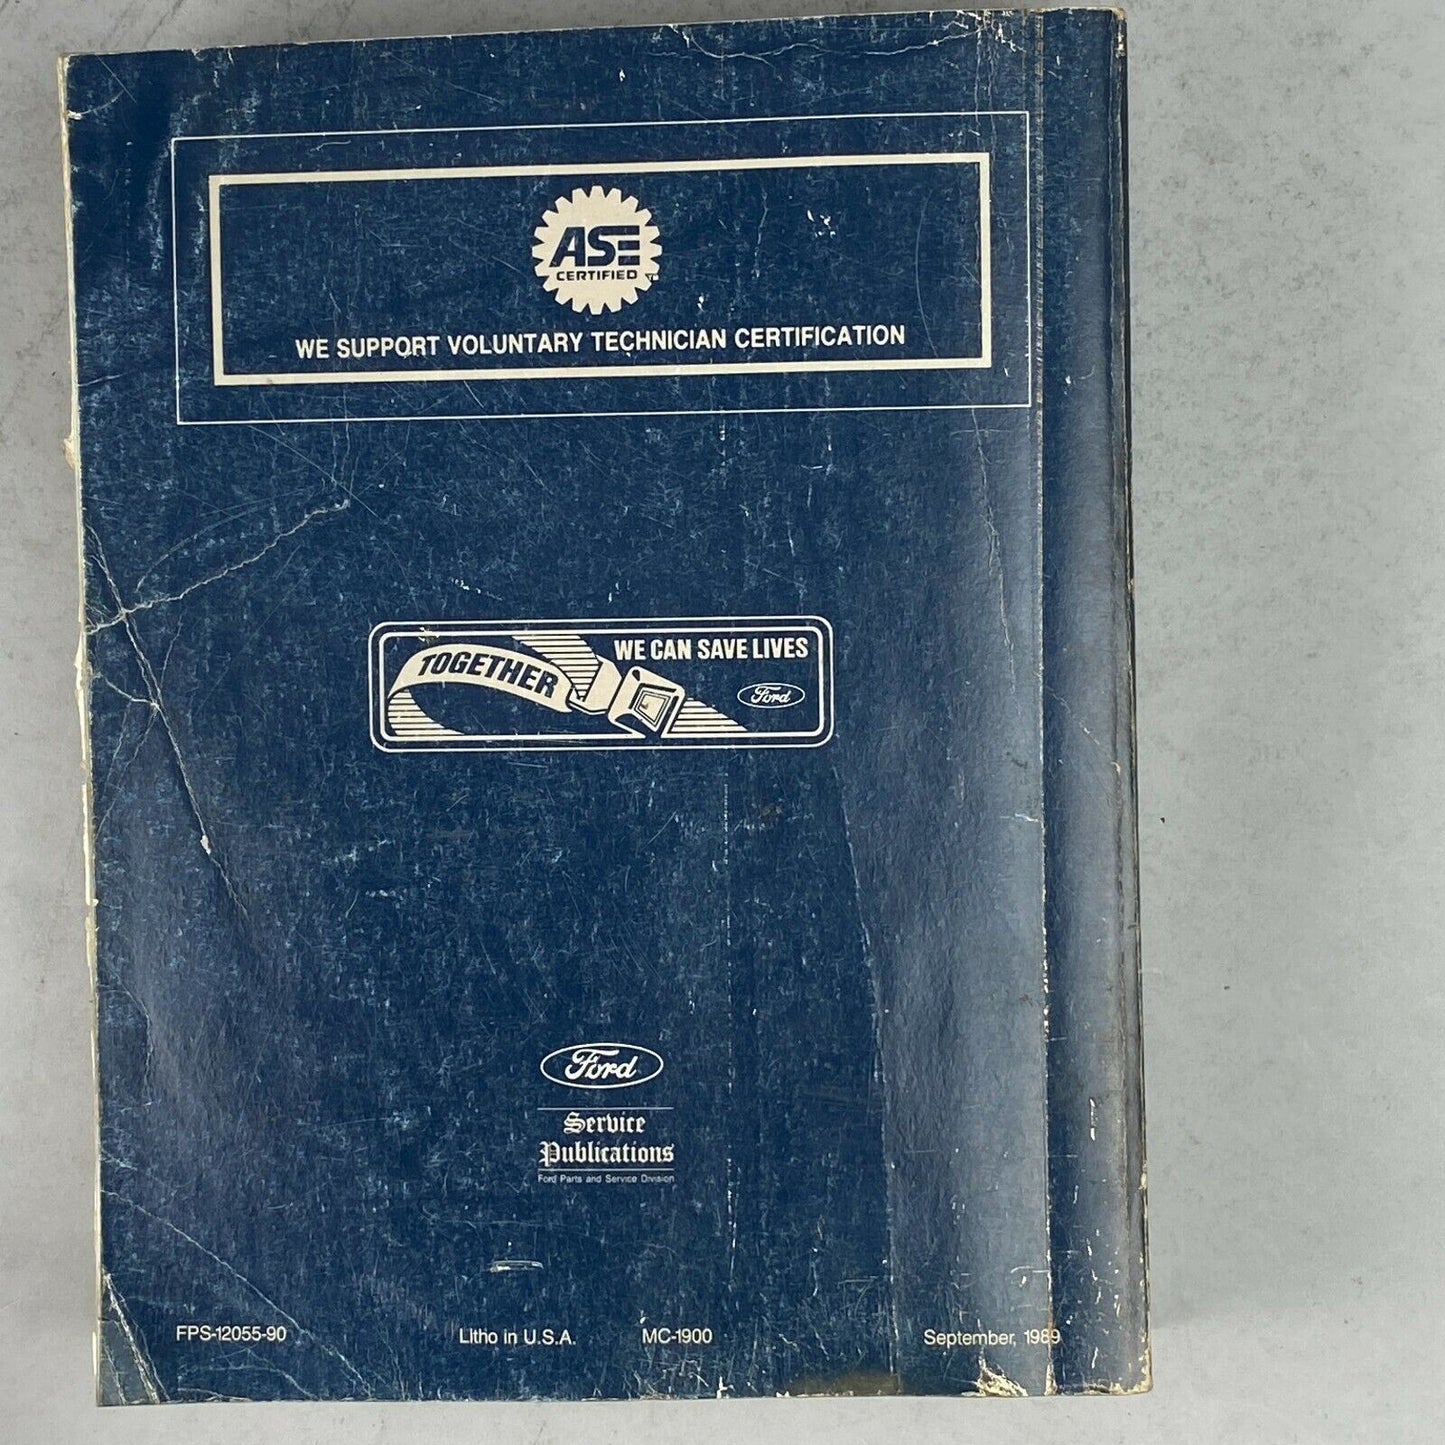 ASE
CERTIFIED
WE SUPPORT VOLUNTARY TECHNICIAN CERTIFICATION
TOGETHER
WE CAN SAVE LIVES
Ford
Ford
Service
Publications
Ford Parts and Service Division
FPS-12055-90 Litho in U.S.A. MC-1900 September, 1989